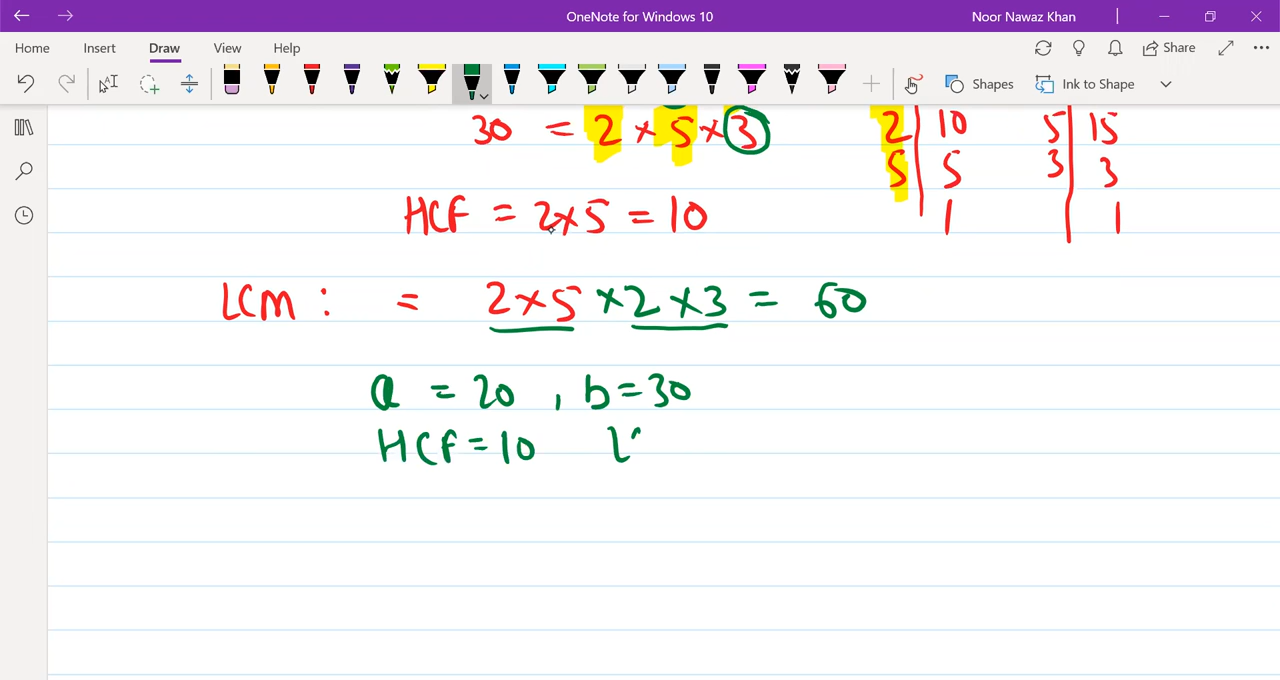 OneNote for Windows 10
Noor Nawaz Khan
Home Insert Draw View Help
Share
Shapes
Ink to Shape
30 = 2 × 5 × 3
2 | 10
5 | 5
1
5 | 15
3 | 3
1
HCF = 2×5 = 10
LCM : = 2×5 ×2 ×3 = 60
a = 20 , b = 30
HCF = 10